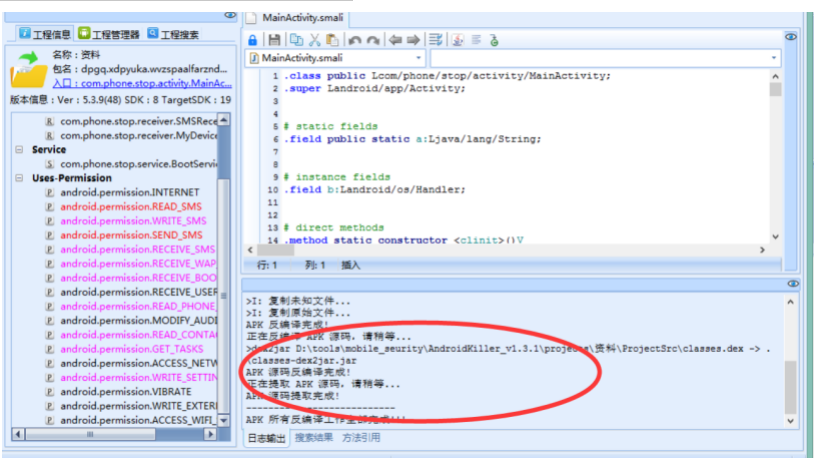 工程信息 工程管理器 工程搜索
名称：资料
包名：dpgq.xdpyuka.wvzspaalfarznd...
入口：com.phone.stop.activity.MainAc...
版本信息：Ver：5.3.9(48) SDK：8 TargetSDK：19
com.phone.stop.receiver.SMSRece
com.phone.stop.receiver.MyDevice
Service
com.phone.stop.service.BootServi
Uses-Permission
android.permission.INTERNET
android.permission.READ_SMS
android.permission.WRITE_SMS
android.permission.SEND_SMS
android.permission.RECEIVE_SMS
android.permission.RECEIVE_WAP
android.permission.RECEIVE_BOO
android.permission.RECEIVE_USER
android.permission.READ_PHONE_
android.permission.MODIFY_AUDI
android.permission.READ_CONTA
android.permission.GET_TASKS
android.permission.ACCESS_NETW
android.permission.WRITE_SETTIN
android.permission.VIBRATE
android.permission.WRITE_EXTERI
android.permission.ACCESS_WIFI_
MainActivity.smali
MainActivity.smali
1 .class public Lcom/phone/stop/activity/MainActivity;
2 .super Landroid/app/Activity;
3
4
5 # static fields
6 .field public static a:Ljava/lang/String;
7
8
9 # instance fields
10 .field b:Landroid/os/Handler;
11
12
13 # direct methods
14 .method static constructor <clinit>()V
行: 1 列: 1 插入
>I: 复制未知文件...
>I: 复制原始文件...
APK 反编译完成!
正在反编译 APK 源码，请稍等...
>dex2jar D:\tools\mobile_seurity\AndroidKiller_v1.3.1\projects\资料\ProjectSrc\classes.dex -> .
\classes-dex2jar.jar
APK 源码反编译完成!
正在提取 APK 源码，请稍等...
APK 源码提取完成!
--------------------------
APK 所有反编译工作全部完成!!!
日志输出 搜索结果 方法引用